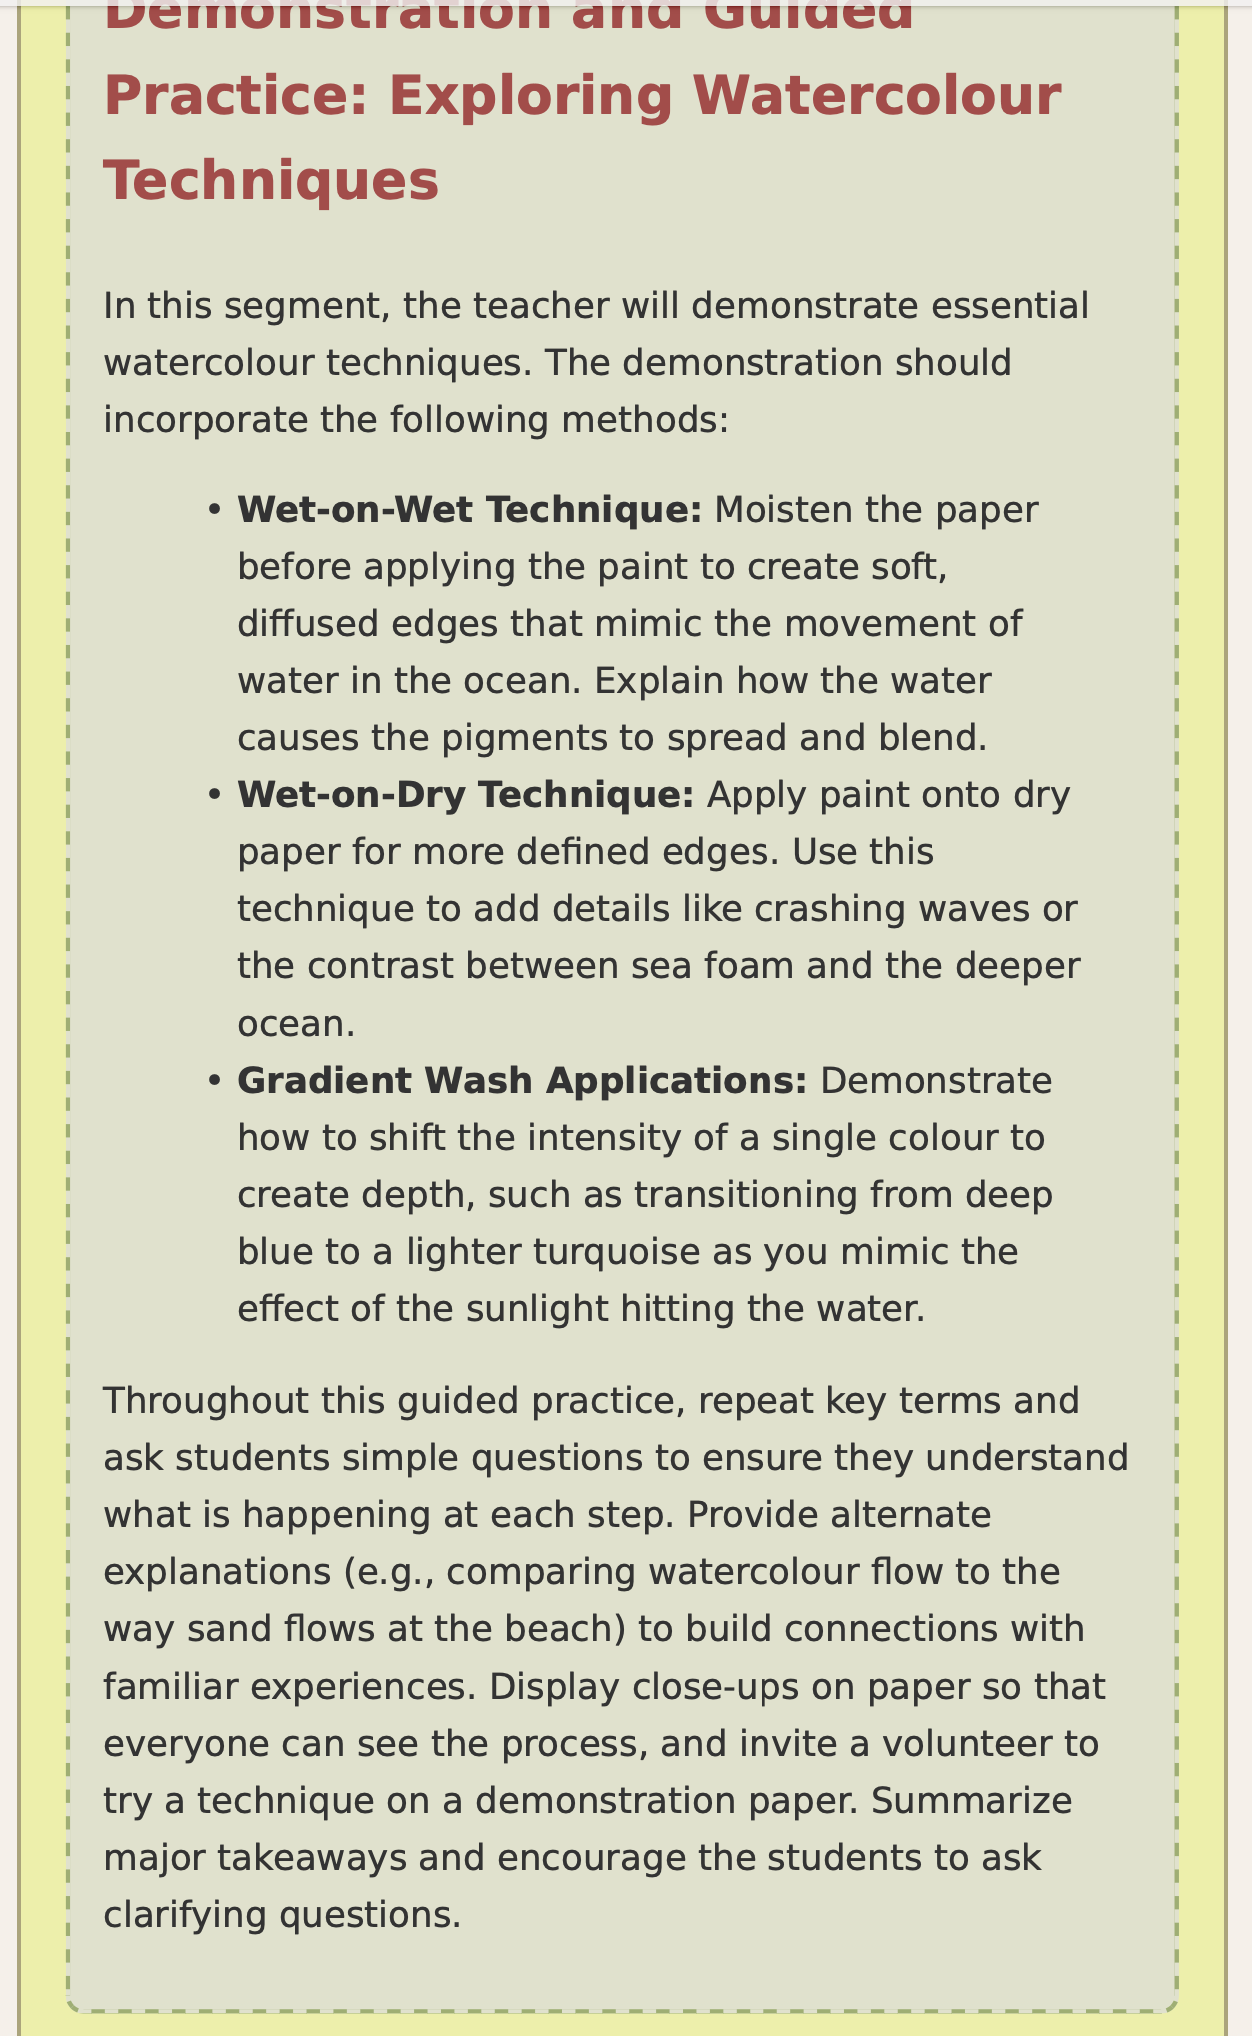 Demonstration and Guided
Practice: Exploring Watercolour
Techniques
In this segment, the teacher will demonstrate essential
watercolour techniques. The demonstration should
incorporate the following methods:
• Wet-on-Wet Technique: Moisten the paper
before applying the paint to create soft,
diffused edges that mimic the movement of
water in the ocean. Explain how the water
causes the pigments to spread and blend.
• Wet-on-Dry Technique: Apply paint onto dry
paper for more defined edges. Use this
technique to add details like crashing waves or
the contrast between sea foam and the deeper
ocean.
• Gradient Wash Applications: Demonstrate
how to shift the intensity of a single colour to
create depth, such as transitioning from deep
blue to a lighter turquoise as you mimic the
effect of the sunlight hitting the water.
Throughout this guided practice, repeat key terms and
ask students simple questions to ensure they understand
what is happening at each step. Provide alternate
explanations (e.g., comparing watercolour flow to the
way sand flows at the beach) to build connections with
familiar experiences. Display close-ups on paper so that
everyone can see the process, and invite a volunteer to
try a technique on a demonstration paper. Summarize
major takeaways and encourage the students to ask
clarifying questions.